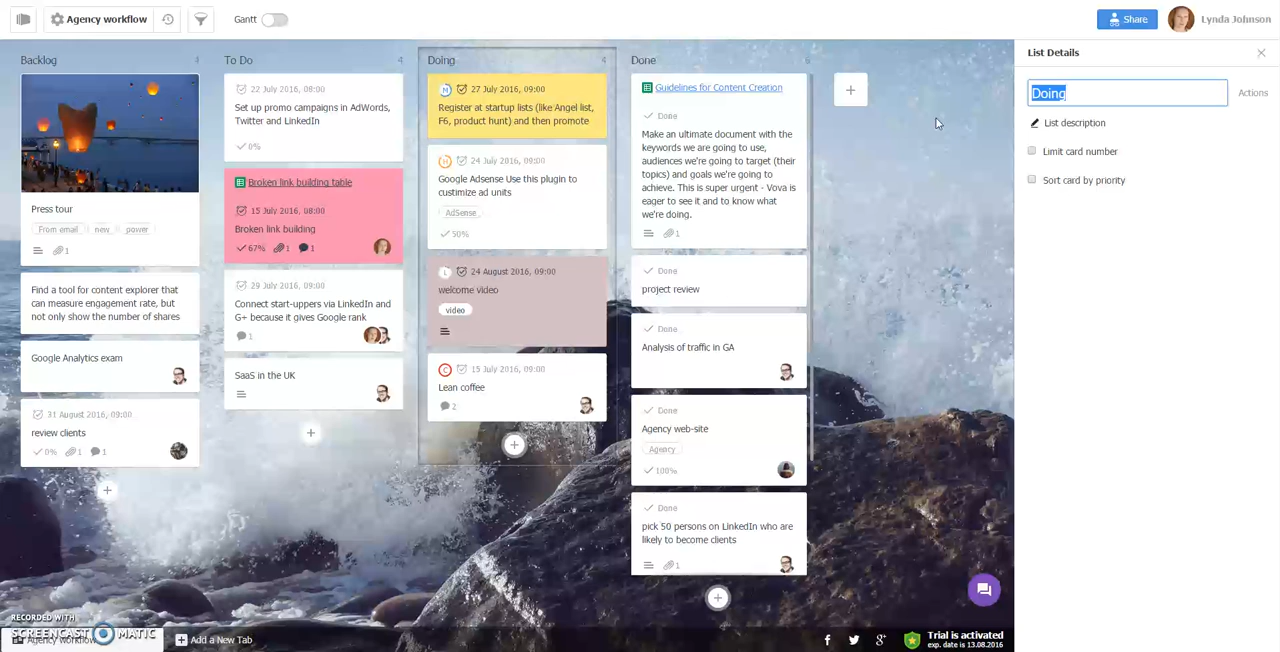 Agency workflow
Gantt
Share
Lynda Johnson
Backlog
To Do
4
Doing
4
Done
List Details
Doing
Actions
List description
Limit card number
Sort card by priority
Press tour
From email
new
power
1
Find a tool for content explorer that
can measure engagement rate, but
not only show the number of shares
Google Analytics exam
31 August 2016, 09:00
review clients
0%
1
1
22 July 2016, 08:00
Set up promo campaigns in AdWords,
Twitter and LinkedIn
0%
Broken link building table
15 July 2016, 08:00
Broken link building
67%
1
1
29 July 2016, 09:00
Connect start-uppers via LinkedIn and
G+ because it gives Google rank
1
SaaS in the UK
M
27 July 2016, 09:00
Register at startup lists (like Angel list,
F6, product hunt) and then promote
24 July 2016, 09:00
Google Adsense Use this plugin to
custimize ad units
AdSense
50%
L
24 August 2016, 09:00
welcome video
video
C
15 July 2016, 09:00
Lean coffee
2
Guidelines for Content Creation
Done
Make an ultimate document with the
keywords we are going to use,
audiences we're going to target (their
topics) and goals we're going to
achieve. This is super urgent - Vova is
eager to see it and to know what
we're doing.
1
Done
project review
Done
Analysis of traffic in GA
Done
Agency web-site
Agency
100%
Done
pick 50 persons on LinkedIn who are
likely to become clients
1
RECORDED WITH
SCREENCAST MATIC
Agency workflow
Add a New Tab
Trial is activated
exp. date is 13.08.2016